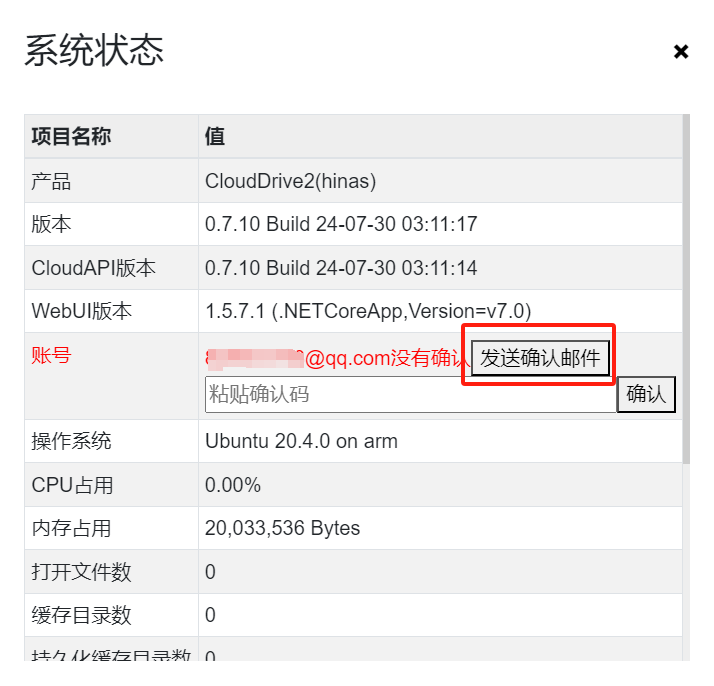 系统状态
×
项目名称 值
产品 CloudDrive2(hinas)
版本 0.7.10 Build 24-07-30 03:11:17
CloudAPI版本 0.7.10 Build 24-07-30 03:11:14
WebUI版本 1.5.7.1 (.NETCoreApp,Version=v7.0)
账号 @qq.com没有确认 发送确认邮件
粘贴确认码 确认
操作系统 Ubuntu 20.4.0 on arm
CPU占用 0.00%
内存占用 20,033,536 Bytes
打开文件数 0
缓存目录数 0
持久化缓存目录数 0